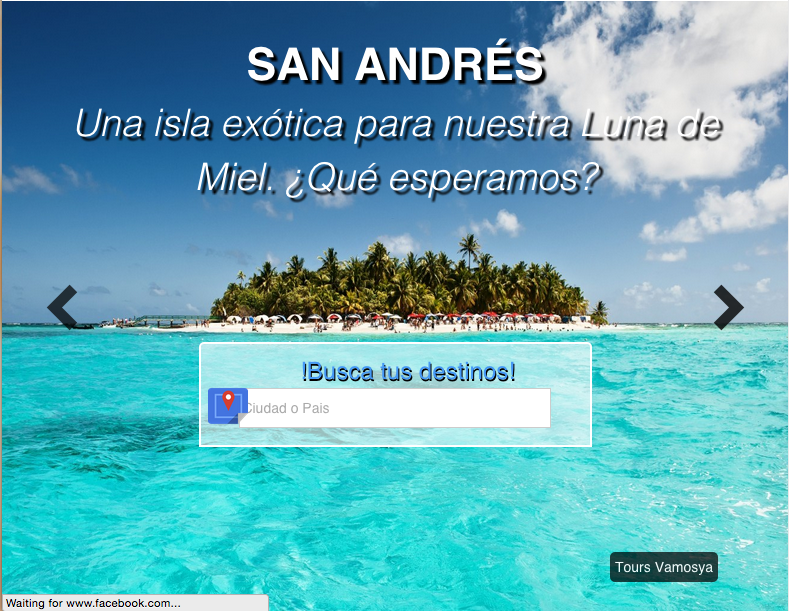 SAN ANDRÉS
Una isla exótica para nuestra Luna de
Miel. ¿Qué esperamos?
!Busca tus destinos!
Ciudad o Pais
Tours Vamosya
Waiting for www.facebook.com...